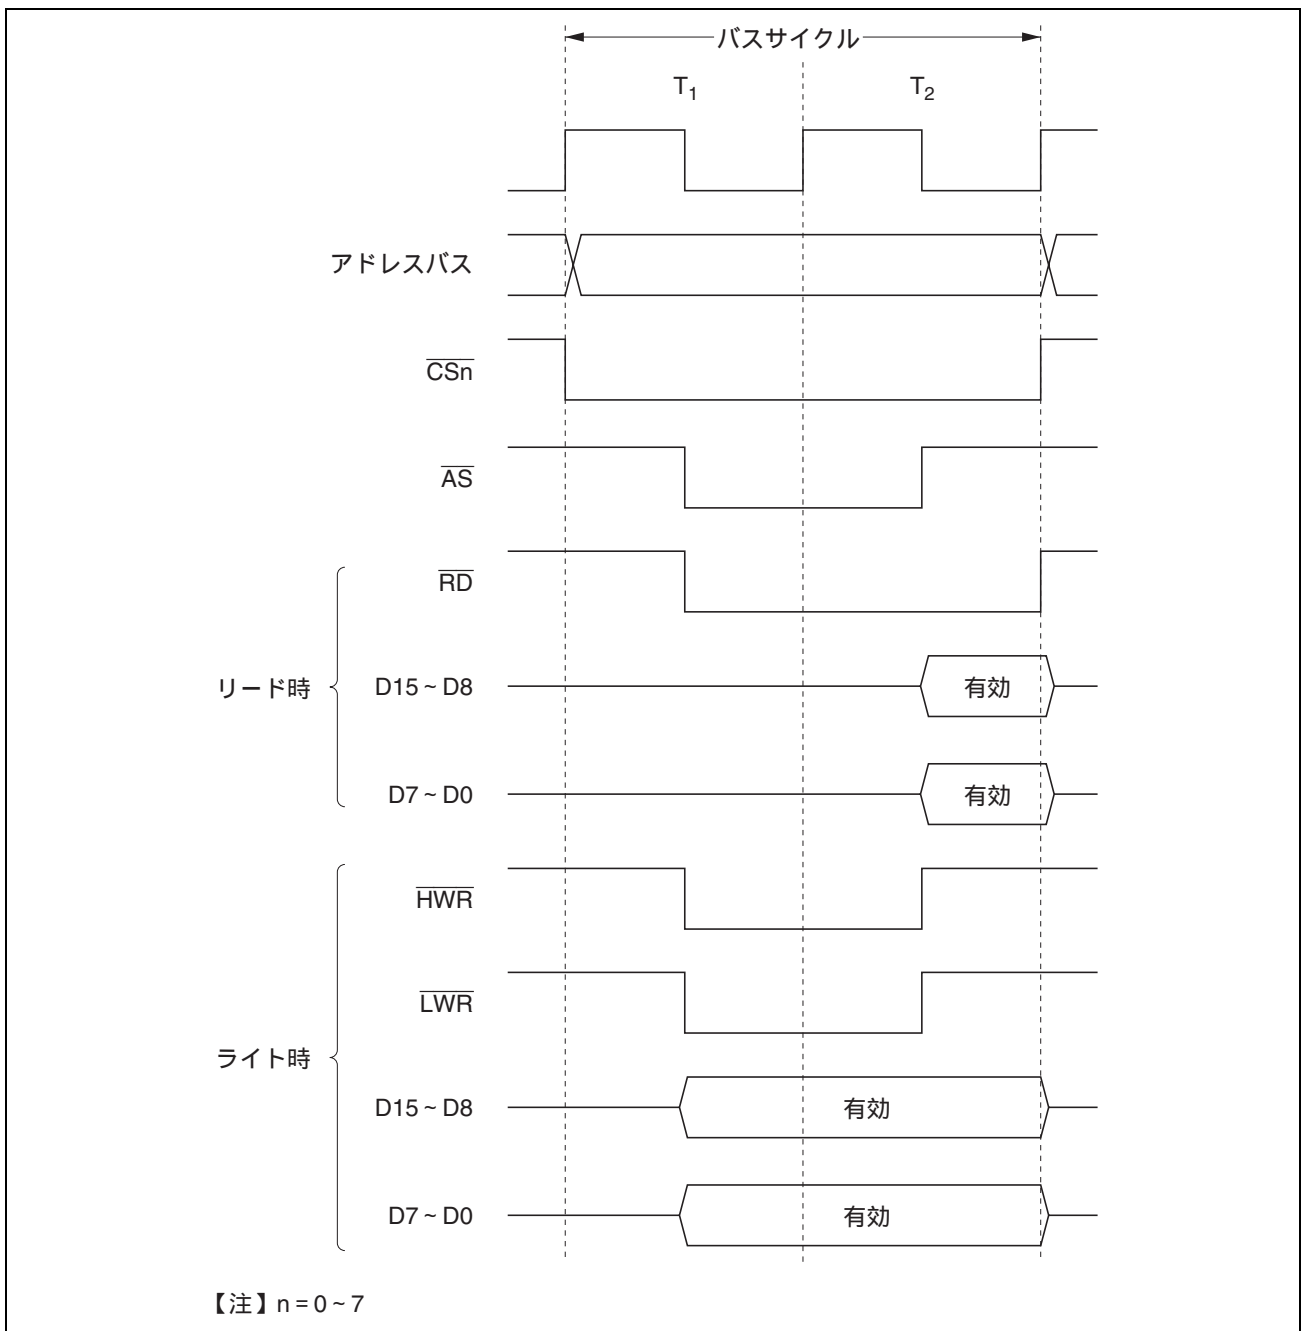 バスサイクル
T1 T2
アドレスバス
CSn
AS
RD
リード時
D15 ~ D8 有効
D7 ~ D0 有効
HWR
LWR
ライト時
D15 ~ D8 有効
D7 ~ D0 有効
【注】n = 0 ~ 7